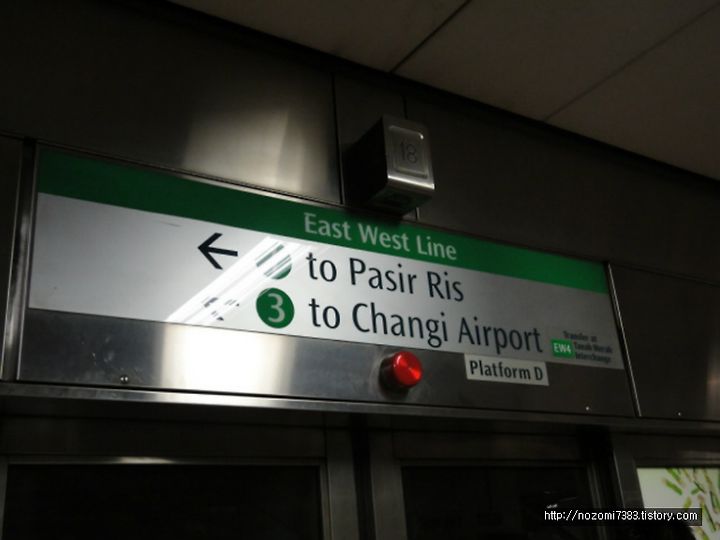 18
East West Line
← to Pasir Ris
3 to Changi Airport
EW4 Transfer at
Tanah Merah
Interchange
Platform D
http://nozomi7383.tistory.com